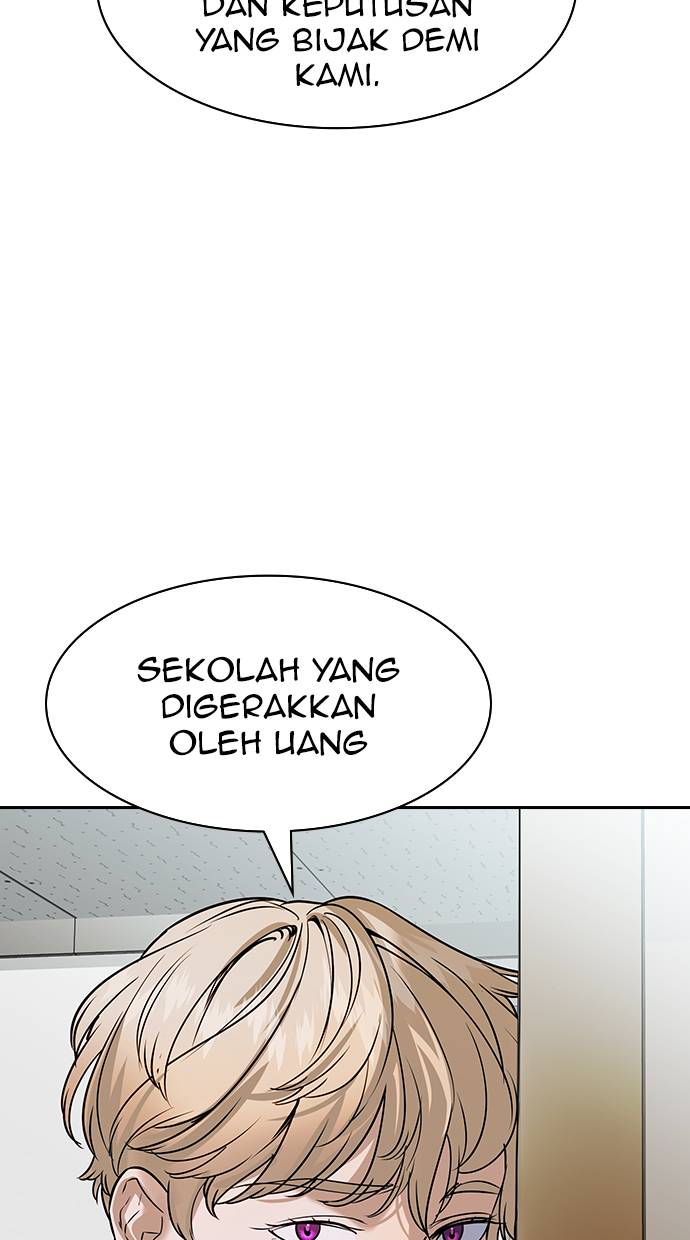 DAN KEPUTUSAN
YANG BIJAK DEMI
KAMI.
SEKOLAH YANG
DIGERAKKAN
OLEH UANG